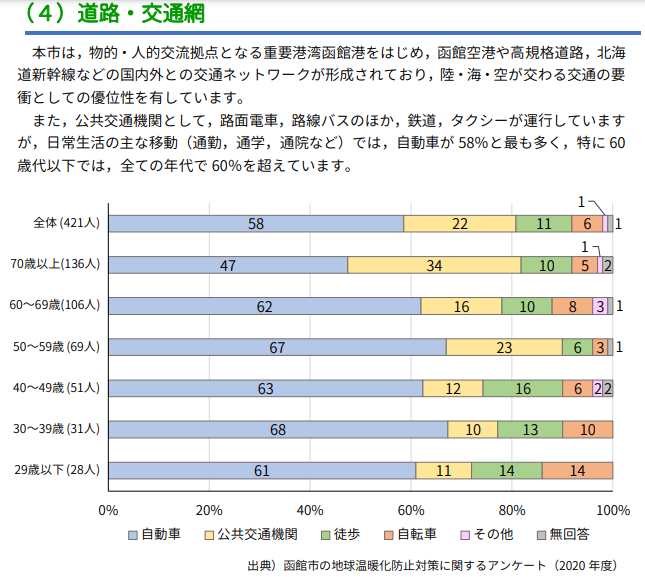 （４）道路・交通網
本市は，物的・人的交流拠点となる重要港湾函館港をはじめ，函館空港や高規格道路，北海
道新幹線などの国内外との交通ネットワークが形成されており，陸・海・空が交わる交通の要
衝としての優位性を有しています。
また，公共交通機関として，路面電車，路線バスのほか，鉄道，タクシーが運行しています
が，日常生活の主な移動（通勤，通学，通院など）では，自動車が 58%と最も多く，特に 60
歳代以下では，全ての年代で 60%を超えています。
1
全体 (421人) 58 22 11 6 1
1
70歳以上(136人) 47 34 10 5 2
60～69歳(106人) 62 16 10 8 3 1
50～59歳 (69人) 67 23 6 3 1
40～49歳 (51人) 63 12 16 6 2 2
30～39歳 (31人) 68 10 13 10
29歳以下 (28人) 61 11 14 14
0% 20% 40% 60% 80% 100%
自動車 公共交通機関 徒歩 自転車 その他 無回答
出典）函館市の地球温暖化防止対策に関するアンケート（2020 年度）